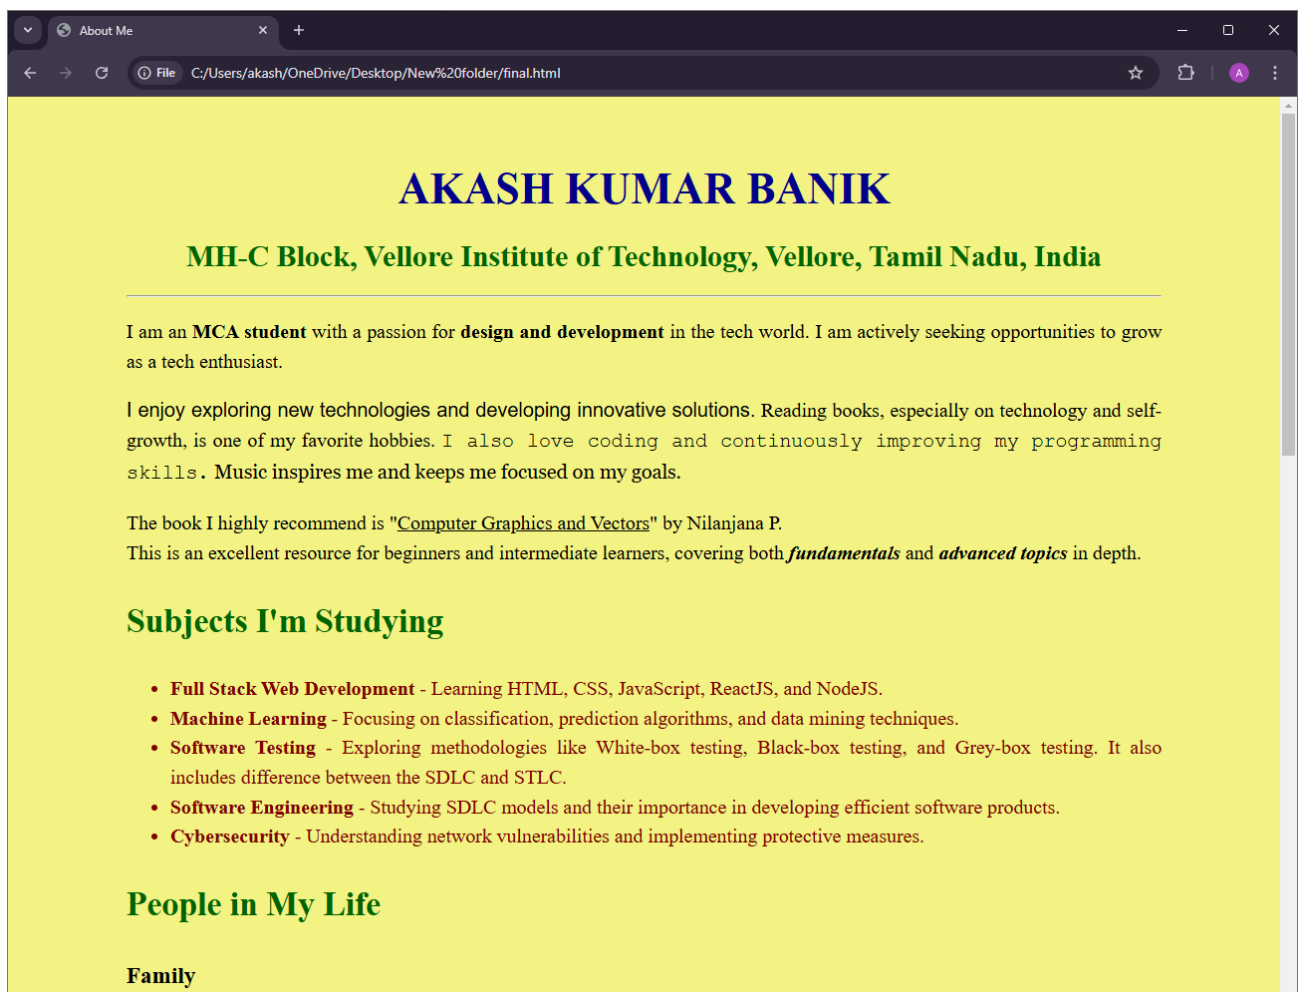 About Me
File C:/Users/akash/OneDrive/Desktop/New%20folder/final.html
A
AKASH KUMAR BANIK
MH-C Block, Vellore Institute of Technology, Vellore, Tamil Nadu, India
I am an MCA student with a passion for design and development in the tech world. I am actively seeking opportunities to grow
as a tech enthusiast.
I enjoy exploring new technologies and developing innovative solutions. Reading books, especially on technology and self-
growth, is one of my favorite hobbies. I also love coding and continuously improving my programming
skills. Music inspires me and keeps me focused on my goals.
The book I highly recommend is "Computer Graphics and Vectors" by Nilanjana P.
This is an excellent resource for beginners and intermediate learners, covering both fundamentals and advanced topics in depth.
Subjects I'm Studying
• Full Stack Web Development - Learning HTML, CSS, JavaScript, ReactJS, and NodeJS.
• Machine Learning - Focusing on classification, prediction algorithms, and data mining techniques.
• Software Testing - Exploring methodologies like White-box testing, Black-box testing, and Grey-box testing. It also
includes difference between the SDLC and STLC.
• Software Engineering - Studying SDLC models and their importance in developing efficient software products.
• Cybersecurity - Understanding network vulnerabilities and implementing protective measures.
People in My Life
Family